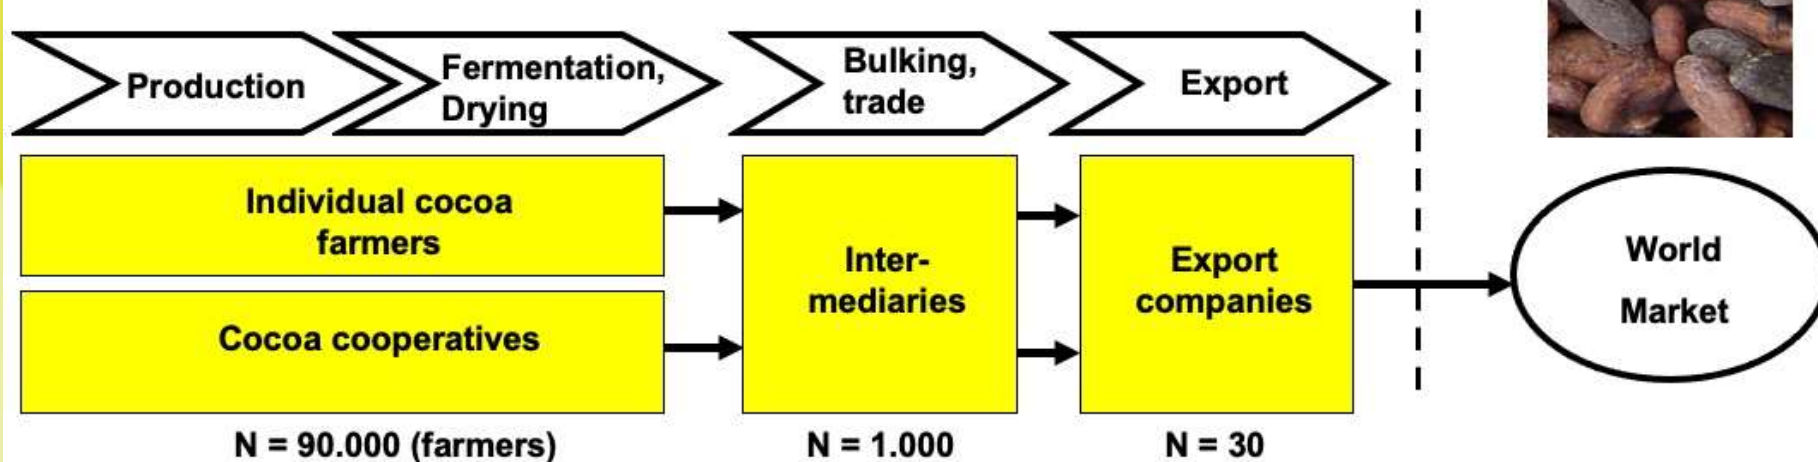 Production
Fermentation,
Drying
Bulking,
trade
Export
Individual cocoa
farmers
Cocoa cooperatives
Inter-
mediaries
Export
companies
World
Market
N = 90.000 (farmers)
N = 1.000
N = 30